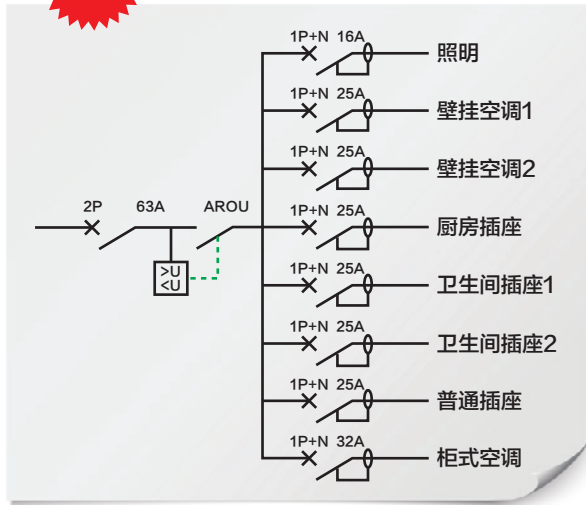 1P+N 16A 照明
1P+N 25A 壁挂空调1
1P+N 25A 壁挂空调2
2P 63A AROU
1P+N 25A 厨房插座
>U
<U
1P+N 25A 卫生间插座1
1P+N 25A 卫生间插座2
1P+N 25A 普通插座
1P+N 32A 柜式空调